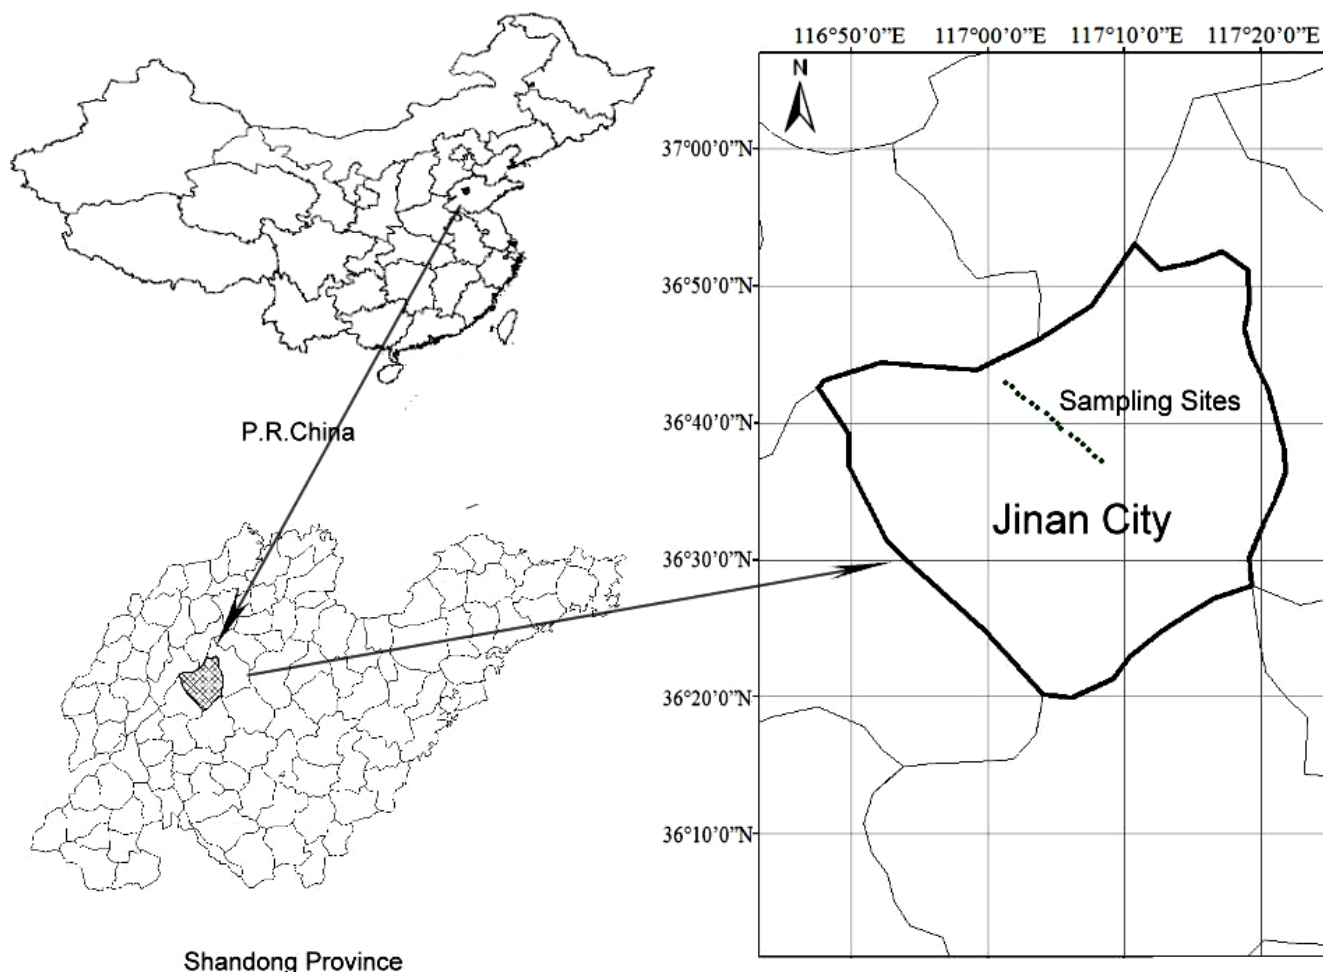 116°50’0”E 117°00’0”E 117°10’0”E 117°20’0”E
N
37°00’0”N
36°50’0”N
Sampling Sites
36°40’0”N
P.R.China
Jinan City
36°30’0”N
36°20’0”N
36°10’0”N
Shandong Province